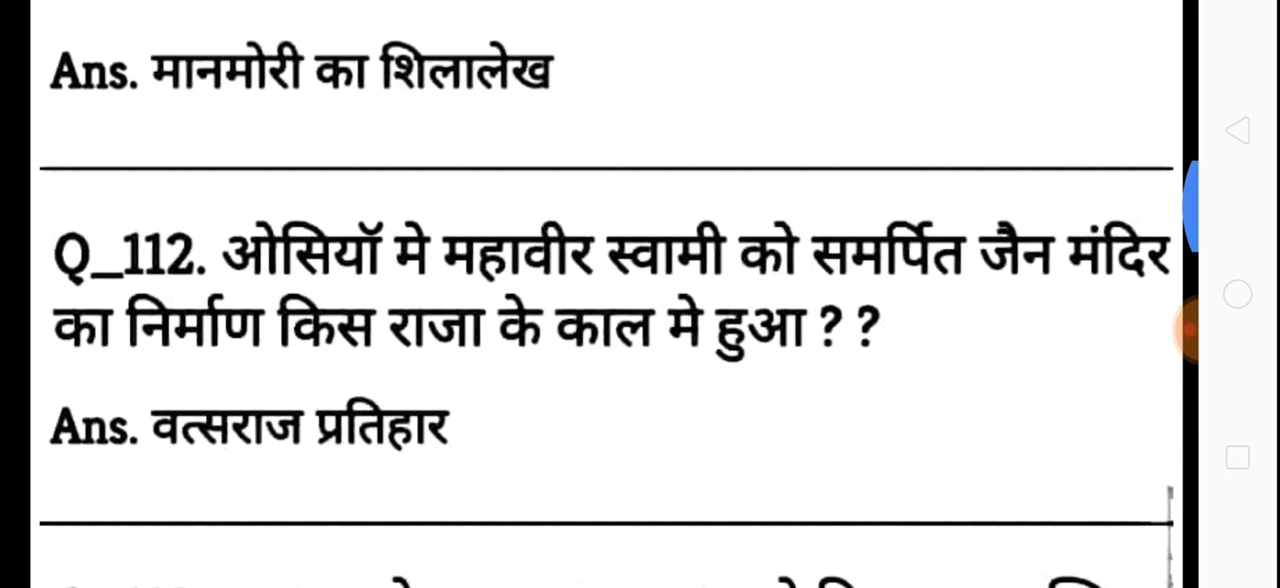 Ans. मानमोरी का शिलालेख
Q_112. ओसियॉ मे महावीर स्वामी को समर्पित जैन मंदिर
का निर्माण किस राजा के काल मे हुआ ? ?
Ans. वत्सराज प्रतिहार